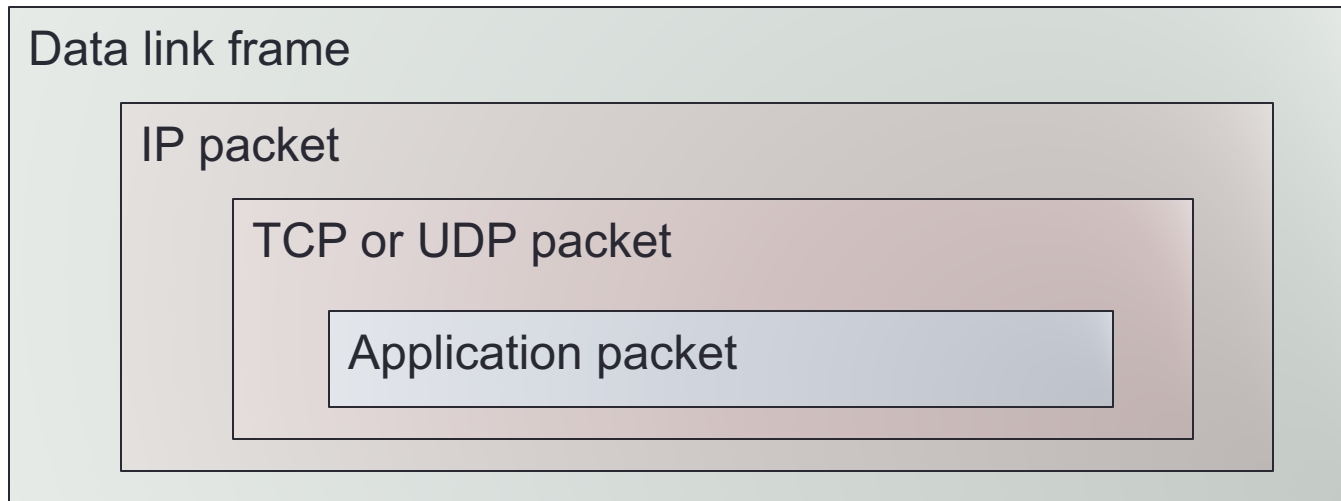 Data link frame
IP packet
TCP or UDP packet
Application packet